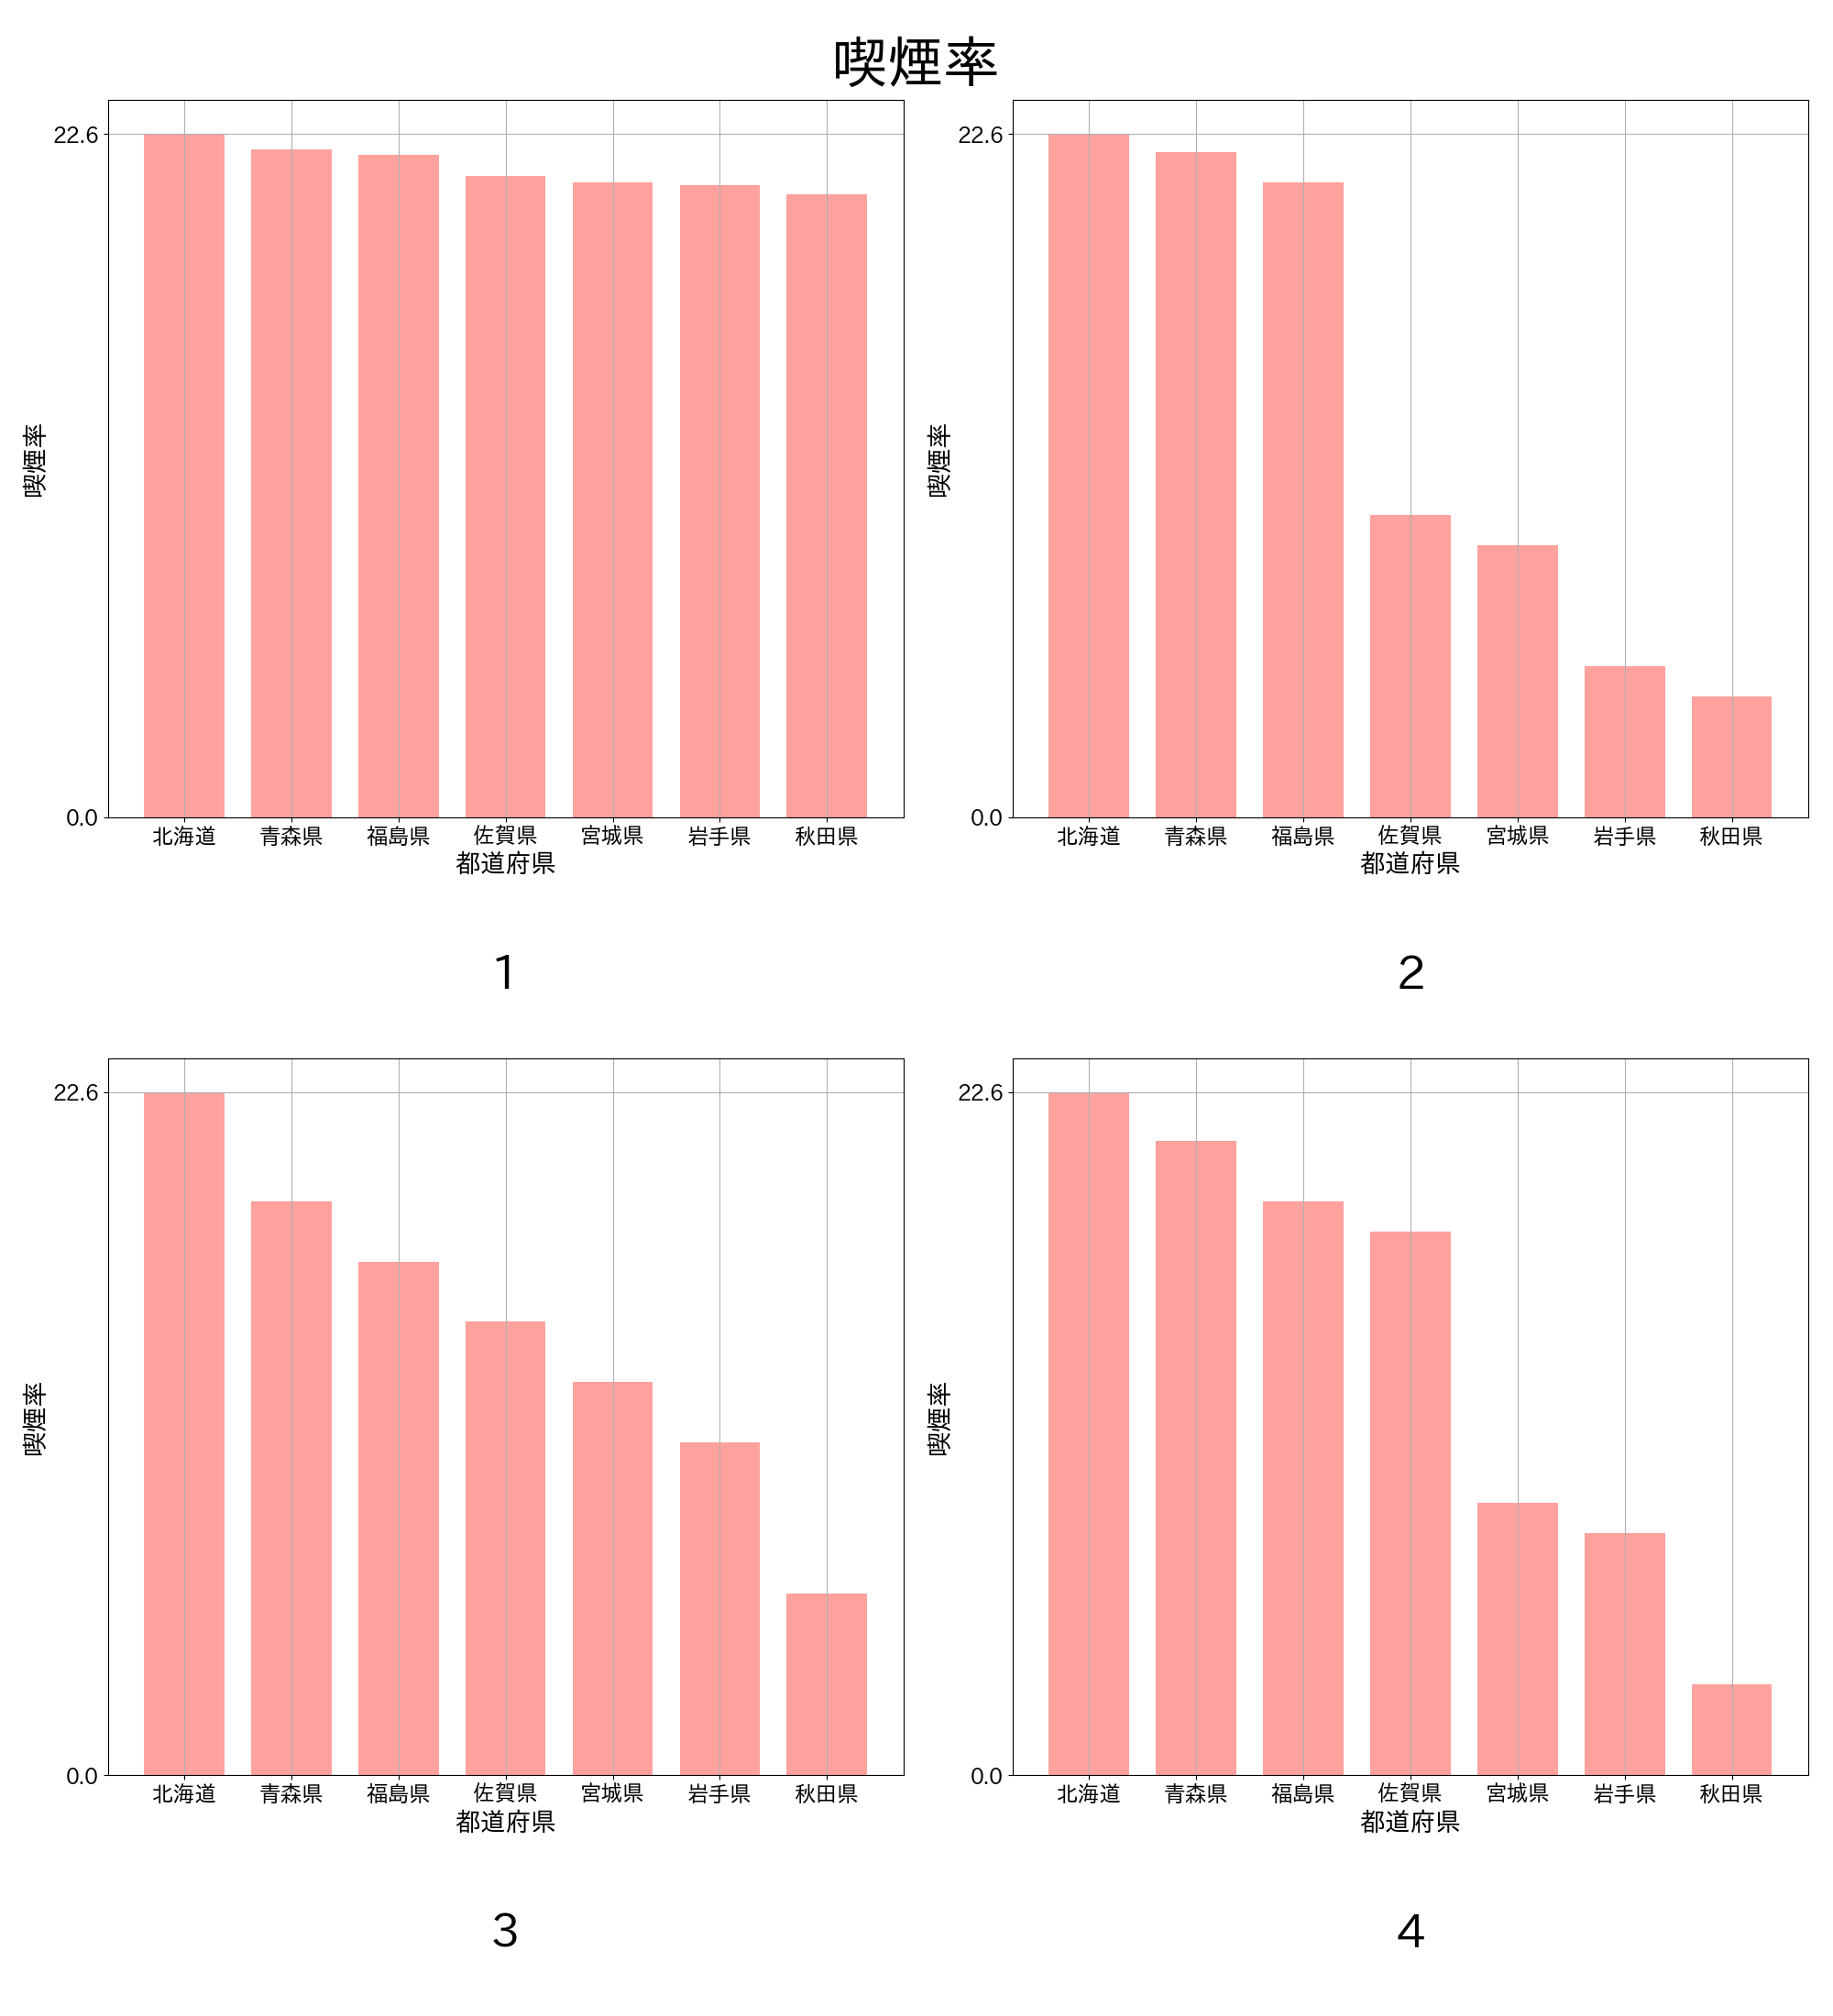 喫煙率
22.6
0.0
喫煙率
北海道 青森県 福島県 佐賀県 宮城県 岩手県 秋田県
都道府県
1
22.6
0.0
喫煙率
北海道 青森県 福島県 佐賀県 宮城県 岩手県 秋田県
都道府県
2
22.6
0.0
喫煙率
北海道 青森県 福島県 佐賀県 宮城県 岩手県 秋田県
都道府県
3
22.6
0.0
喫煙率
北海道 青森県 福島県 佐賀県 宮城県 岩手県 秋田県
都道府県
4